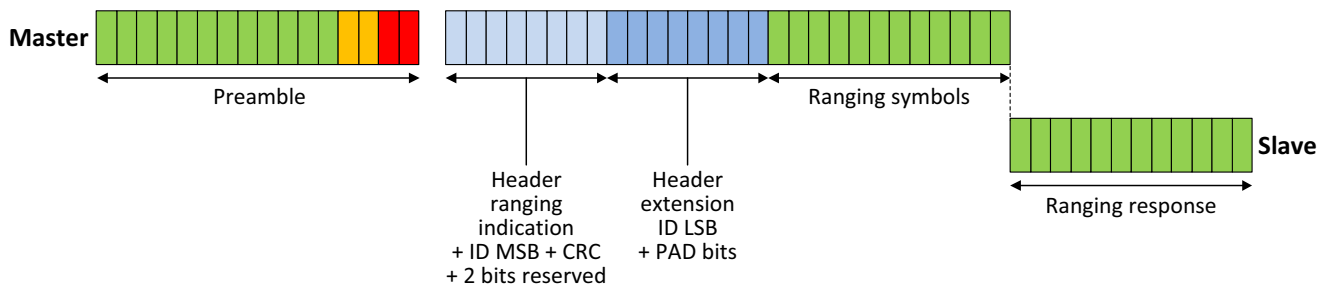 Master
Preamble
Ranging symbols
Slave
Header
ranging
indication
+ ID MSB + CRC
+ 2 bits reserved
Header
extension
ID LSB
+ PAD bits
Ranging response